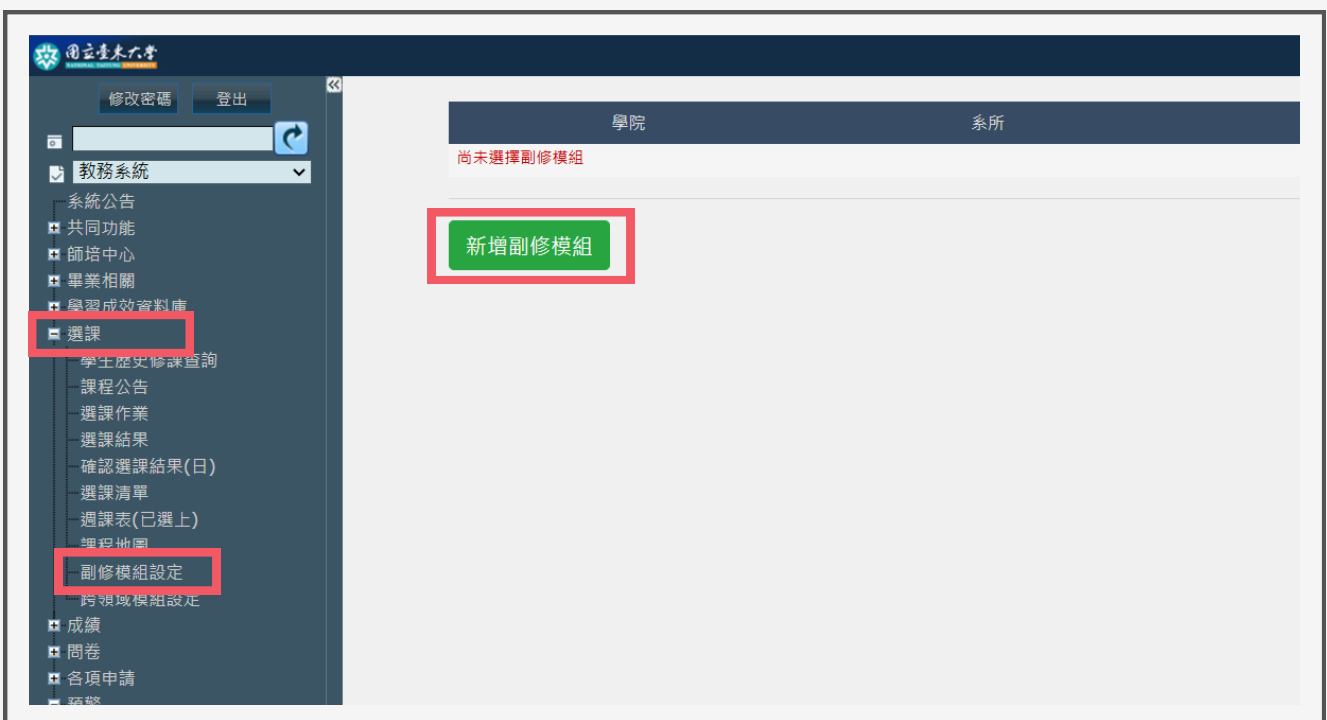 國立臺東大學
NATIONAL TAITUNG UNIVERSITY
修改密碼 登出
教務系統
系統公告
共同功能
師培中心
畢業相關
學習成效資料庫
選課
學生歷史修課查詢
課程公告
選課作業
選課結果
確認選課結果(日)
選課清單
週課表(已選上)
課程地圖
副修模組設定
跨領域模組設定
成績
問卷
各項申請
預警
學院 系所
尚未選擇副修模組
新增副修模組